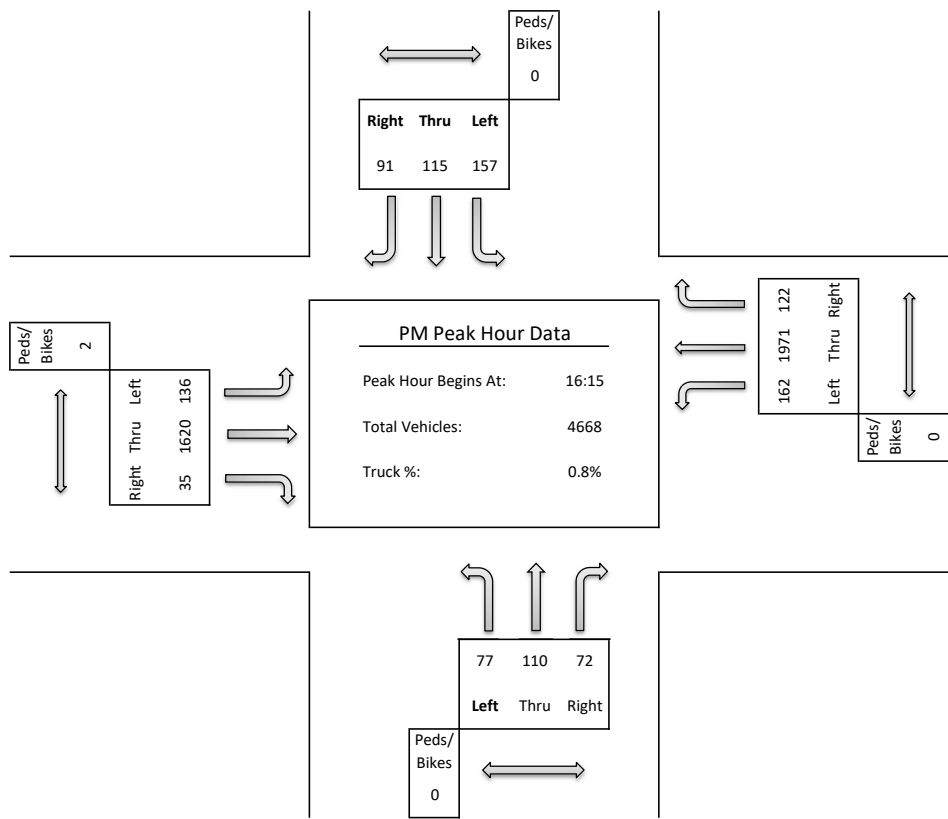 Peds/
Bikes
0
Right Thru Left
91 115 157
Peds/
Bikes
2
Left 136
Thru 1620
Right 35
PM Peak Hour Data
Peak Hour Begins At: 16:15
Total Vehicles: 4668
Truck %: 0.8%
122 Right
1971 Thru
162 Left
Peds/
Bikes
0
77 110 72
Left Thru Right
Peds/
Bikes
0